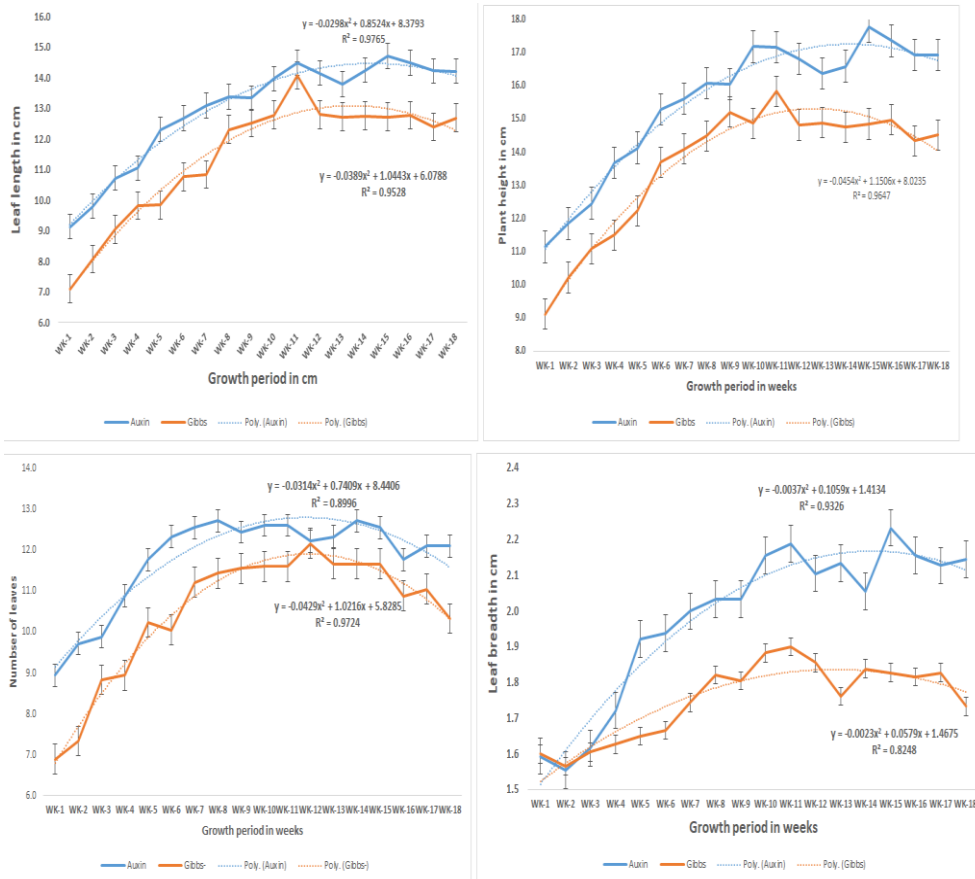 y = -0.0298x² + 0.8524x + 8.3793
R² = 0.9765
y = -0.0389x² + 1.0443x + 6.0788
R² = 0.9528
Leaf length in cm
15.0
14.0
13.0
12.0
11.0
10.0
9.0
8.0
7.0
6.0
WK-1 WK-2 WK-3 WK-4 WK-5 WK-6 WK-7 WK-8 WK-9 WK-10 WK-11 WK-12 WK-13 WK-14 WK-15 WK-16 WK-17 WK-18
Growth period in cm
Auxin Gibbs Poly. (Auxin) Poly. (Gibbs)
Plant height in cm
18.0
17.0
16.0
15.0
14.0
13.0
12.0
11.0
10.0
9.0
8.0
y = -0.0454x² + 1.1506x + 8.0235
R² = 0.9647
WK-1 WK-2 WK-3 WK-4 WK-5 WK-6 WK-7 WK-8 WK-9 WK-10 WK-11 WK-12 WK-13 WK-14 WK-15 WK-16 WK-17 WK-18
Growth period in weeks
Auxin Gibbs Poly. (Auxin) Poly. (Gibbs)
Numbser of leaves
14.0
13.0
12.0
11.0
10.0
9.0
8.0
7.0
6.0
y = -0.0314x² + 0.7409x + 8.4406
R² = 0.8996
y = -0.0429x² + 1.0216x + 5.8285
R² = 0.9724
WK-1 WK-2 WK-3 WK-4 WK-5 WK-6 WK-7 WK-8 WK-9 WK-10 WK-11 WK-12 WK-13 WK-14 WK-15 WK-16 WK-17 WK-18
Growth period in weeks
Auxin Gibbs- Poly. (Auxin) Poly. (Gibbs-)
Leaf breadth in cm
2.4
2.3
2.2
2.1
2.0
1.9
1.8
1.7
1.6
1.5
y = -0.0037x² + 0.1059x + 1.4134
R² = 0.9326
y = -0.0023x² + 0.0579x + 1.4675
R² = 0.8248
WK-1 WK-2 WK-3 WK-4 WK-5 WK-6 WK-7 WK-8 WK-9 WK-10 WK-11 WK-12 WK-13 WK-14 WK-15 WK-16 WK-17 WK-18
Growth period in weeks
Auxin Gibbs Poly. (Auxin) Poly. (Gibbs)